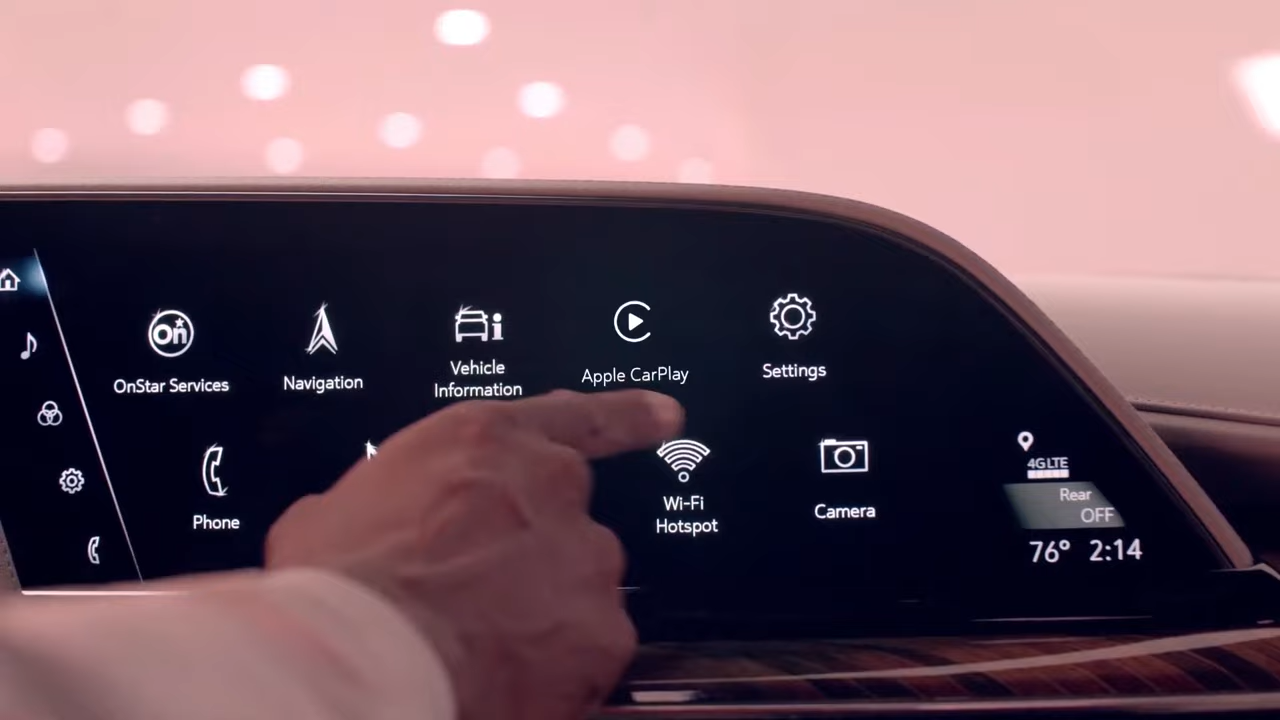 On
OnStar Services
Navigation
Vehicle
Information
Apple CarPlay
Settings
Phone
Wi-Fi
Hotspot
Camera
4G LTE
Rear
OFF
76° 2:14